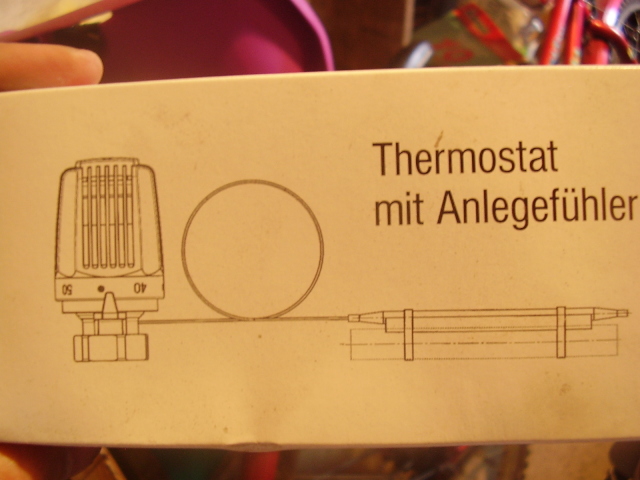 Thermostat
mit Anlegefühler
50 • 40